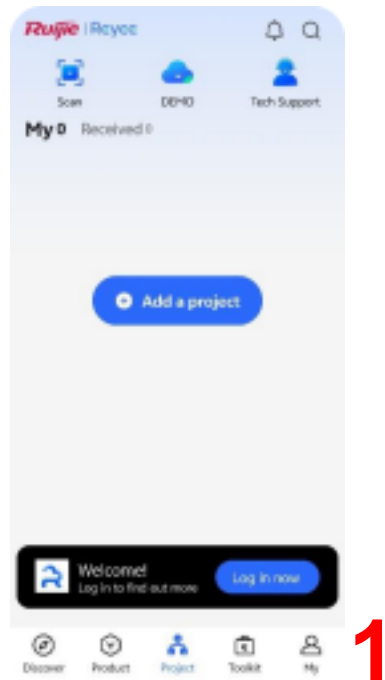 Ruijie | Reyee
Scan DEMO Tech Support
My 0 Received 0
Add a project
Welcome!
Log in to find out more
Log in now
Discover Product Project Toolkit My
1